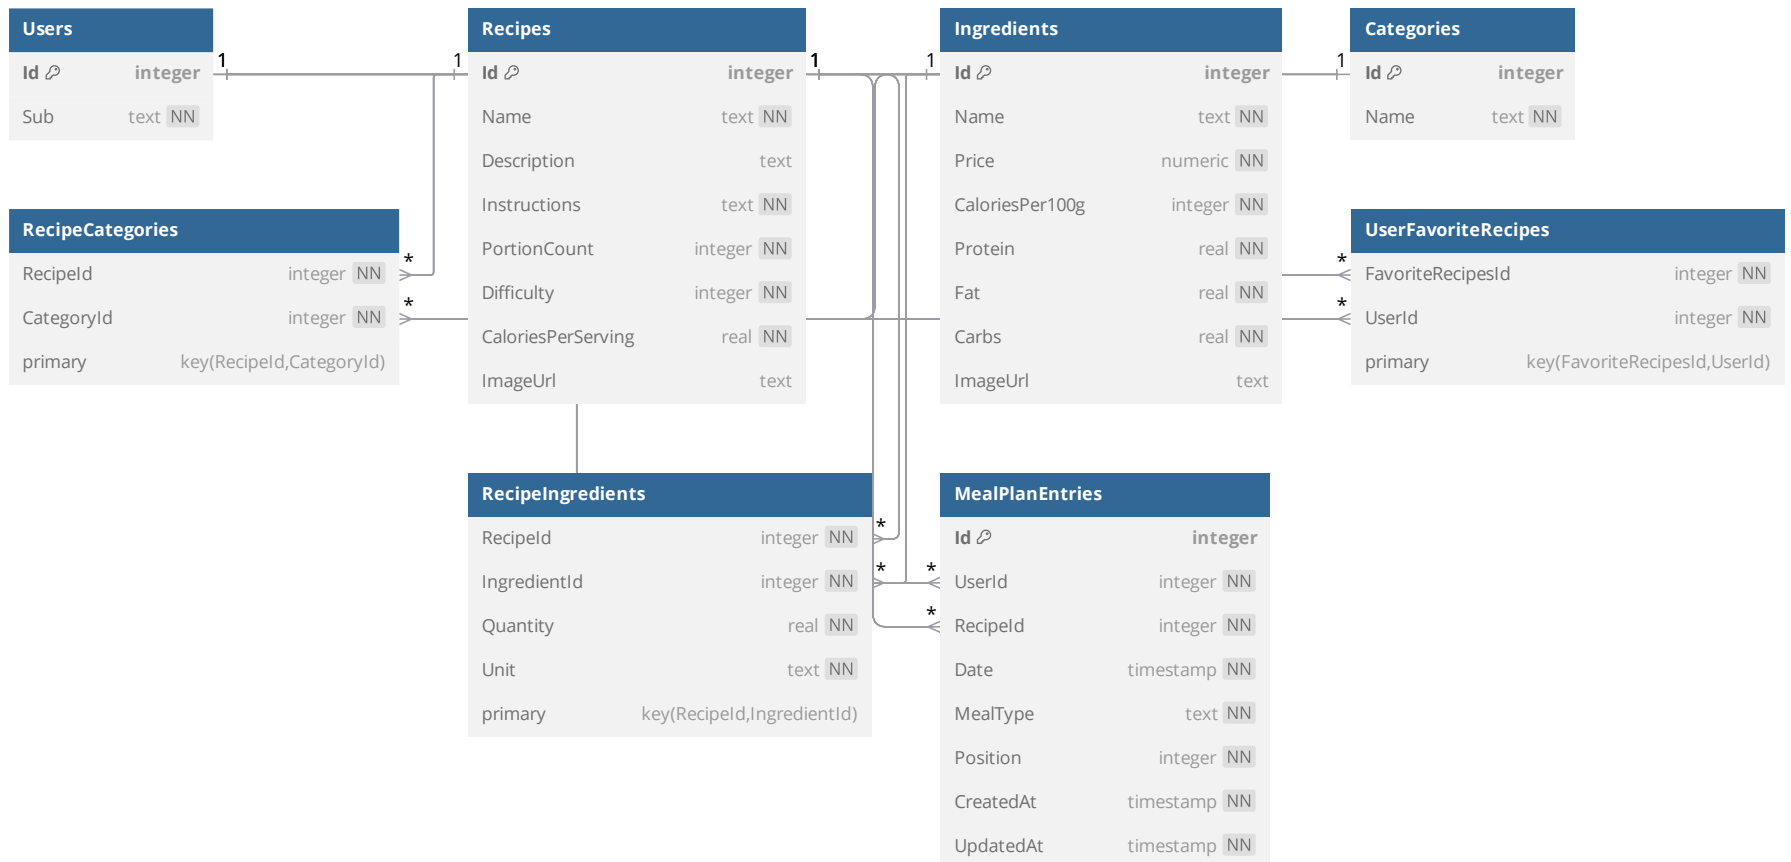 Users
Id integer
Sub text NN
1
1
Recipes
Id integer
Name text NN
Description text
Instructions text NN
PortionCount integer NN
Difficulty integer NN
CaloriesPerServing real NN
ImageUrl text
1
1
Ingredients
Id integer
Name text NN
Price numeric NN
CaloriesPer100g integer NN
Protein real NN
Fat real NN
Carbs real NN
ImageUrl text
1
Categories
Id integer
Name text NN
RecipeCategories
RecipeId integer NN *
CategoryId integer NN *
primary key(RecipeId,CategoryId)
UserFavoriteRecipes
* FavoriteRecipesId integer NN
* UserId integer NN
primary key(FavoriteRecipesId,UserId)
RecipeIngredients
RecipeId integer NN *
IngredientId integer NN *
Quantity real NN
Unit text NN
primary key(RecipeId,IngredientId)
MealPlanEntries
Id integer
* UserId integer NN
* RecipeId integer NN
Date timestamp NN
MealType text NN
Position integer NN
CreatedAt timestamp NN
UpdatedAt timestamp NN